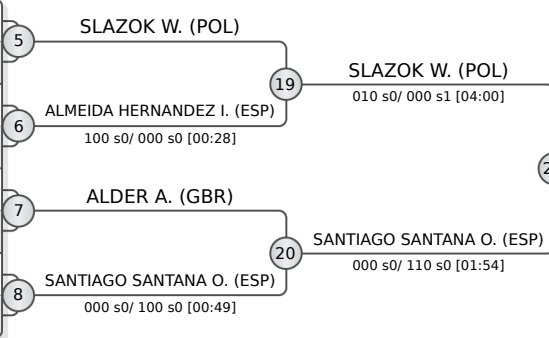 5
SLAZOK W. (POL)
19
SLAZOK W. (POL)
010 s0/ 000 s1 [04:00]
6
ALMEIDA HERNANDEZ I. (ESP)
100 s0/ 000 s0 [00:28]
7
ALDER A. (GBR)
20
SANTIAGO SANTANA O. (ESP)
000 s0/ 110 s0 [01:54]
8
SANTIAGO SANTANA O. (ESP)
000 s0/ 100 s0 [00:49]